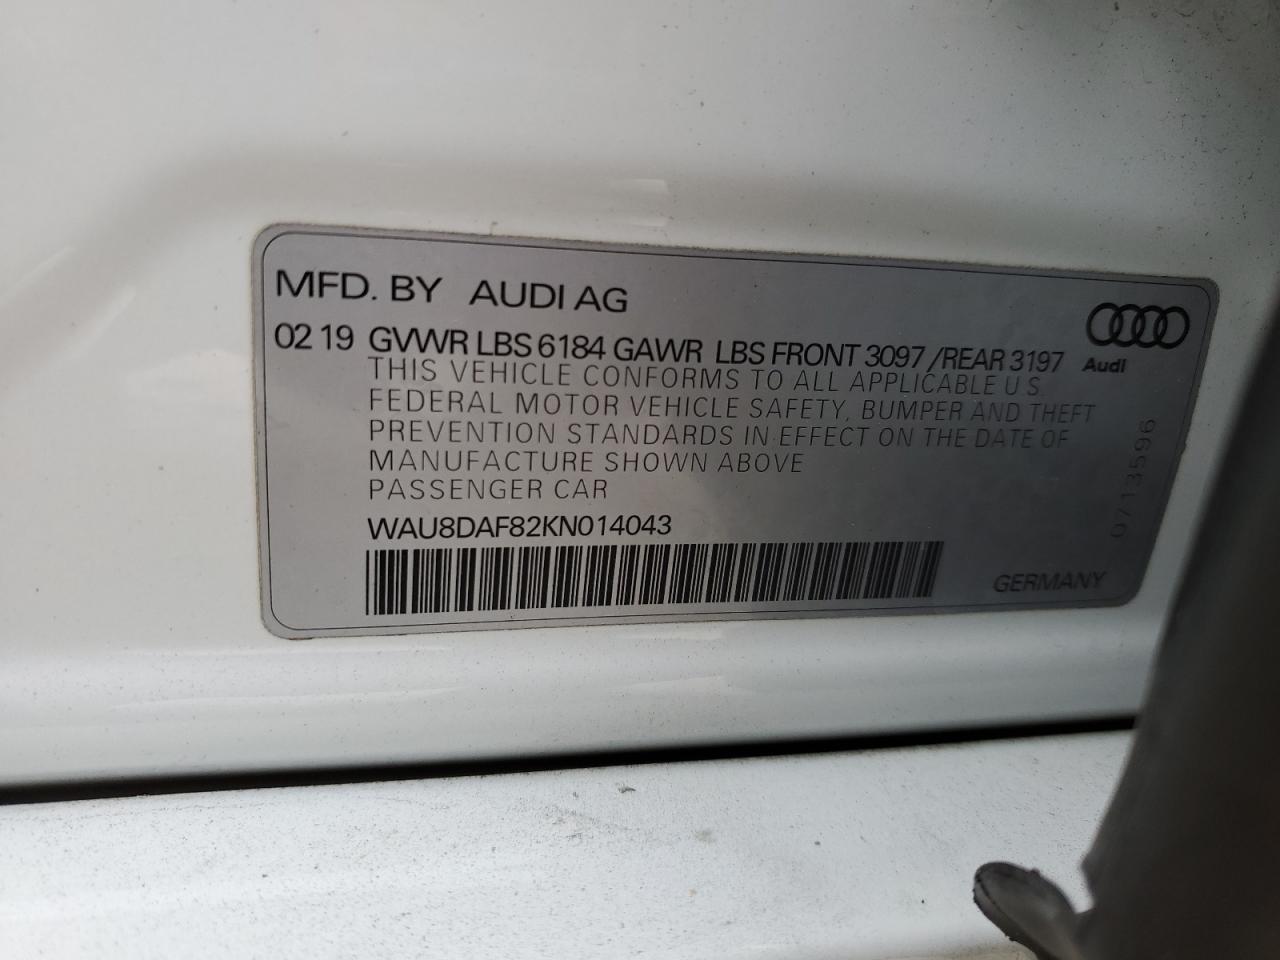 MFD. BY AUDI AG
02 19 GVWR LBS 6184 GAWR LBS FRONT 3097 /REAR 3197
Audi
THIS VEHICLE CONFORMS TO ALL APPLICABLE U S
FEDERAL MOTOR VEHICLE SAFETY, BUMPER AND THEFT
PREVENTION STANDARDS IN EFFECT ON THE DATE OF
MANUFACTURE SHOWN ABOVE
PASSENGER CAR
WAU8DAF82KN014043
GERMANY
0713596